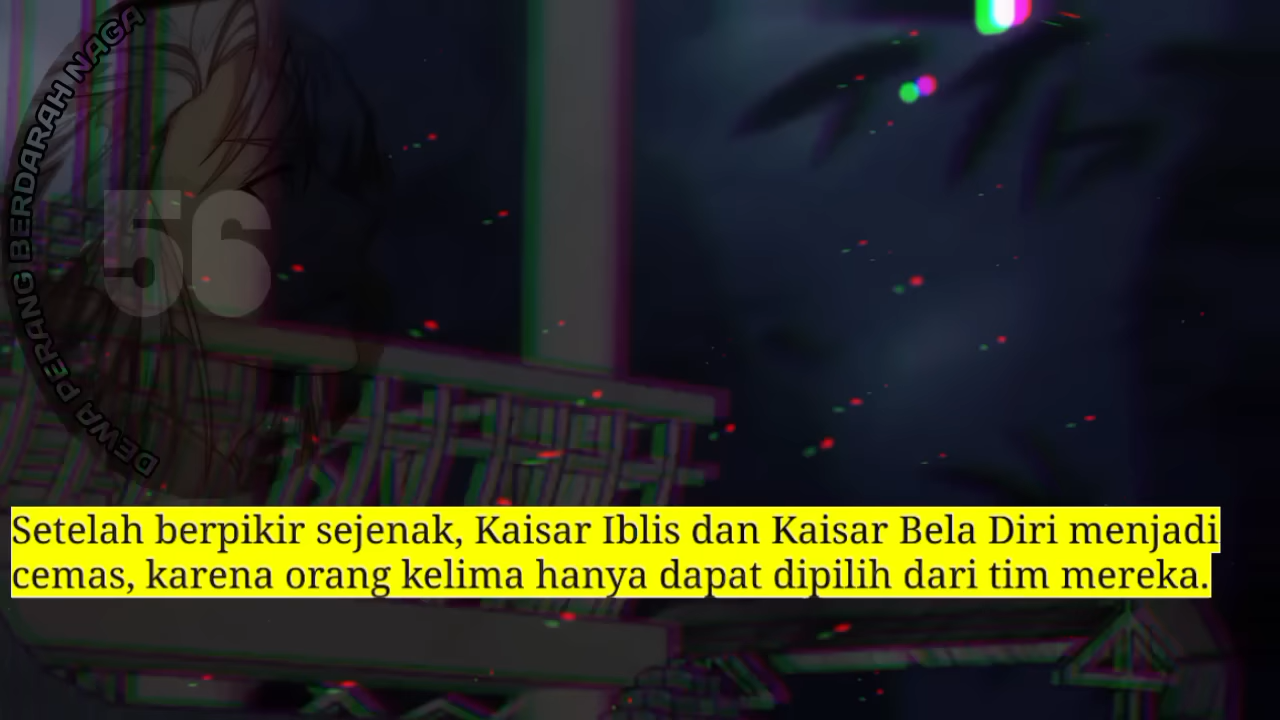 DEWA PERANG BERDARAH NAGA
56
Setelah berpikir sejenak, Kaisar Iblis dan Kaisar Bela Diri menjadi
cemas, karena orang kelima hanya dapat dipilih dari tim mereka.